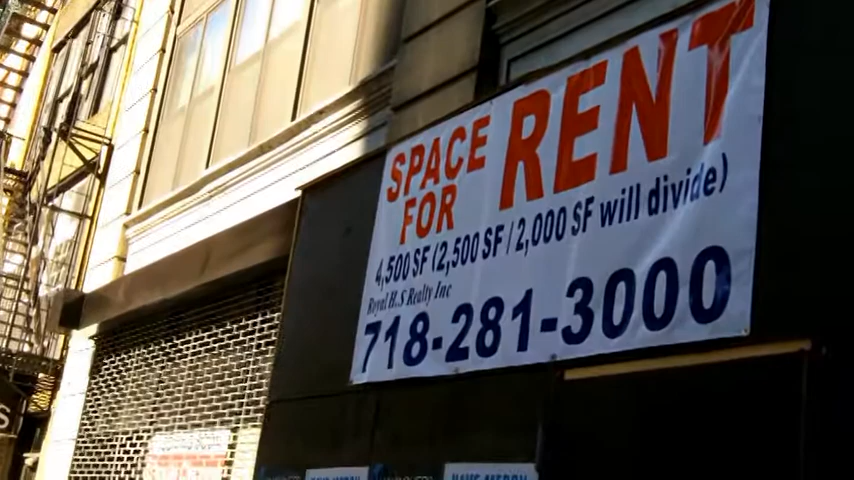 SPACE FOR RENT
4,500 SF (2,500 SF / 2,000 SF will divide)
Royal H.S Realty Inc
718-281-3000